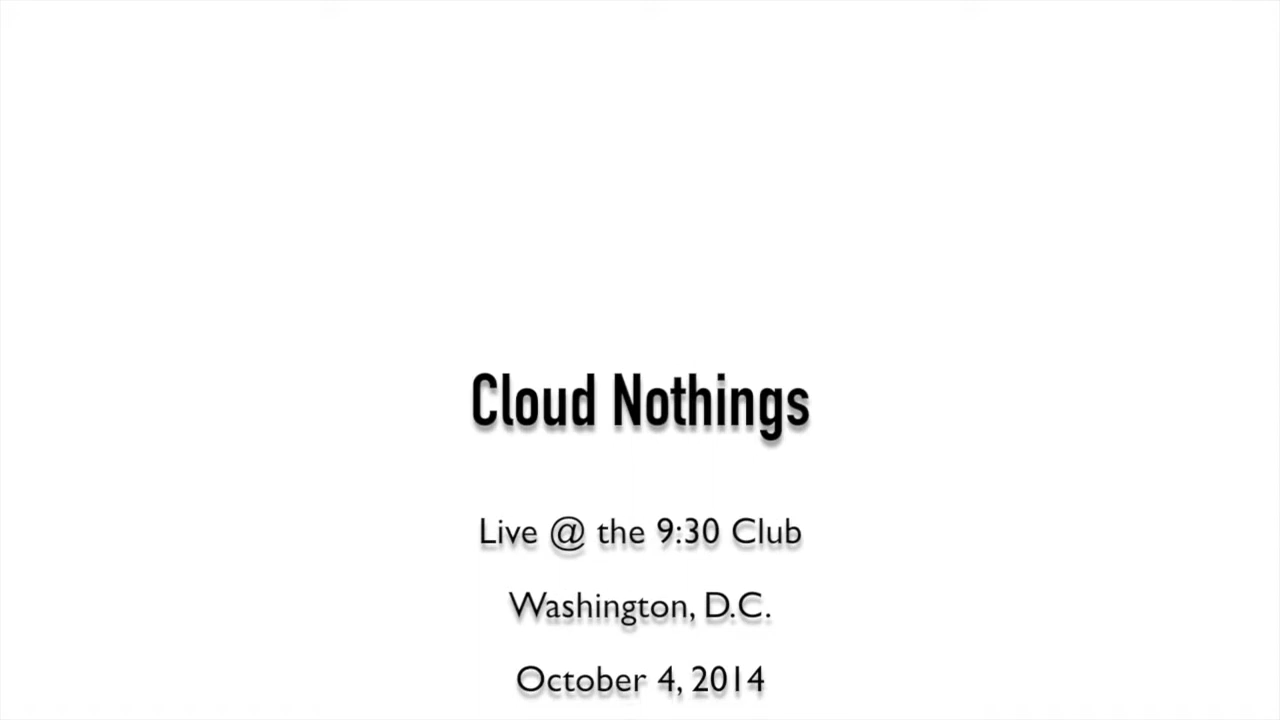 Cloud Nothings
Live @ the 9:30 Club
Washington, D.C.
October 4, 2014